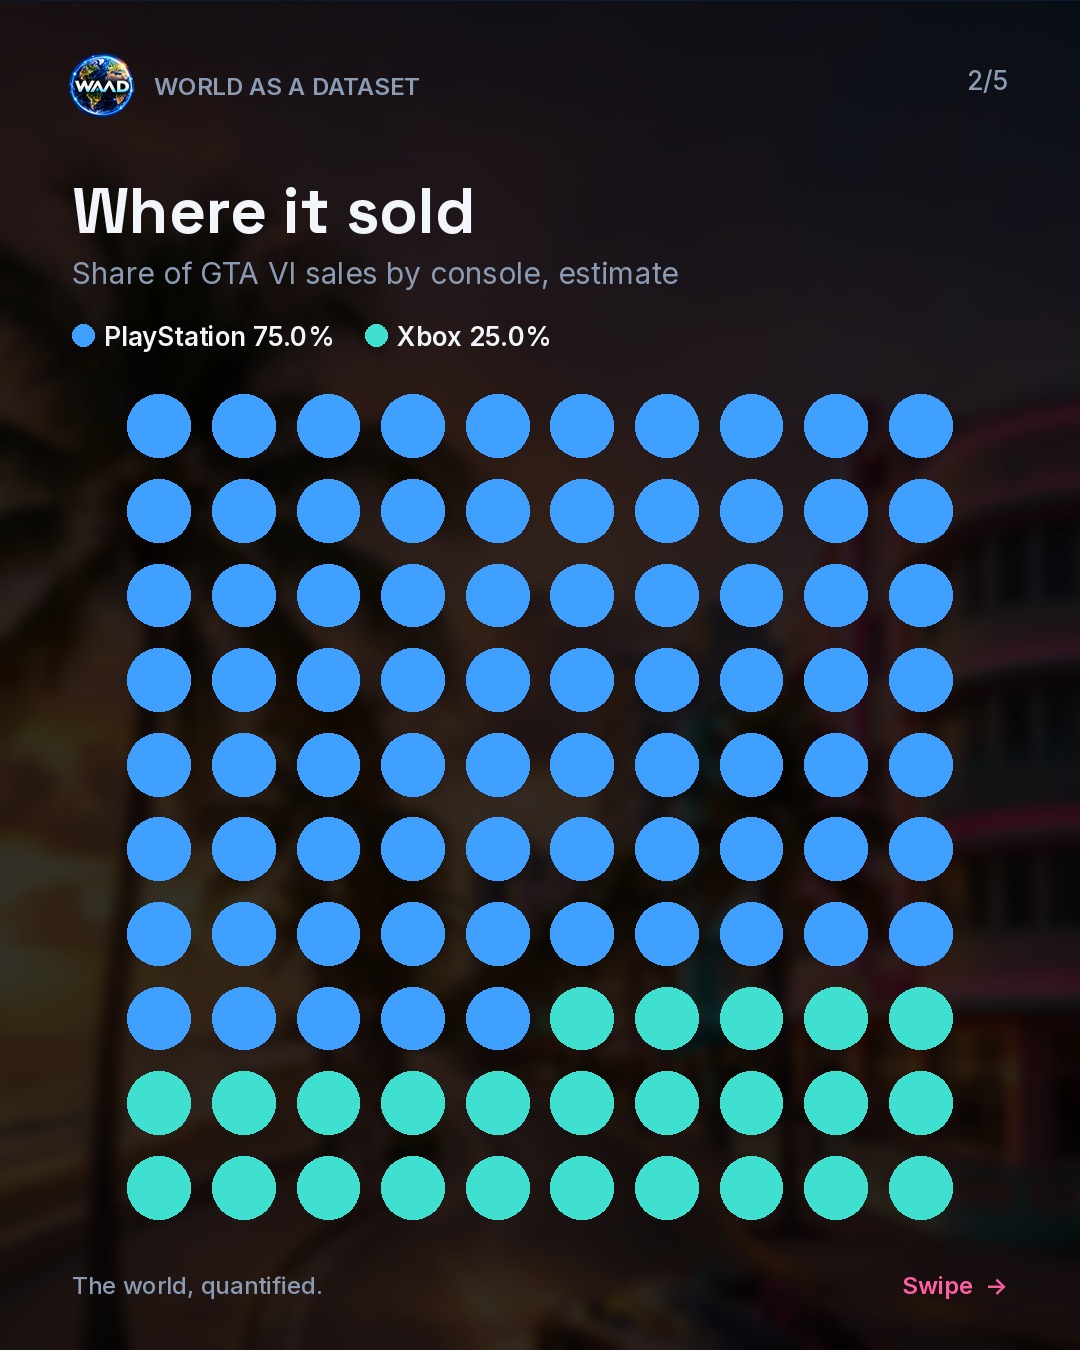 WAAD
WORLD AS A DATASET
2/5
Where it sold
Share of GTA VI sales by console, estimate
PlayStation 75.0% Xbox 25.0%
The world, quantified.
Swipe →